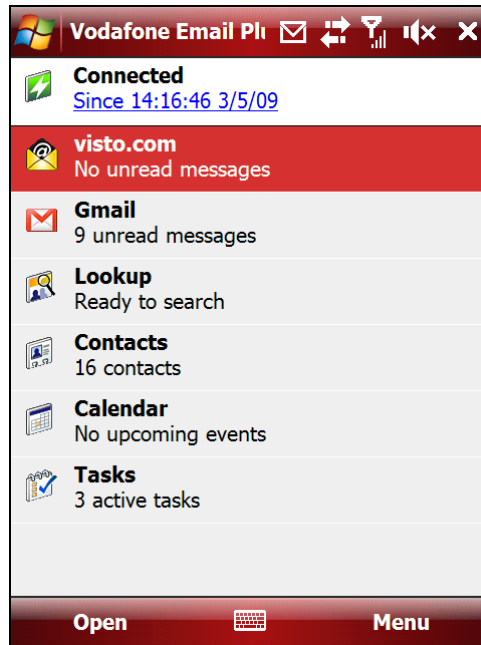 Vodafone Email Plu
Connected
Since 14:16:46 3/5/09
visto.com
No unread messages
Gmail
9 unread messages
Lookup
Ready to search
Contacts
16 contacts
Calendar
No upcoming events
Tasks
3 active tasks
Open Menu